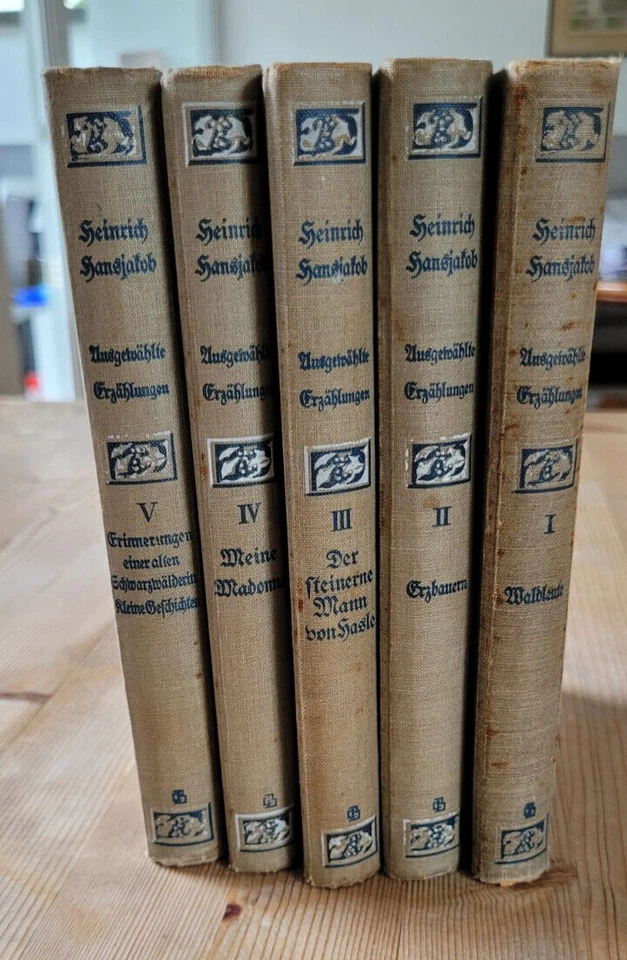 Heinrich
Hansjakob
Ausgewählte
Erzählungen
V
Erinnerungen
einer alten
Schwarzwälderin
Kleine Geschichten
Heinrich
Hansjakob
Ausgewählte
Erzählungen
IV
Meine
Madonna
Heinrich
Hansjakob
Ausgewählte
Erzählungen
III
Der
steinerne
Mann
von Hasle
Heinrich
Hansjakob
Ausgewählte
Erzählungen
II
Erzbauern
Heinrich
Hansjakob
Ausgewählte
Erzählungen
I
Waldleute